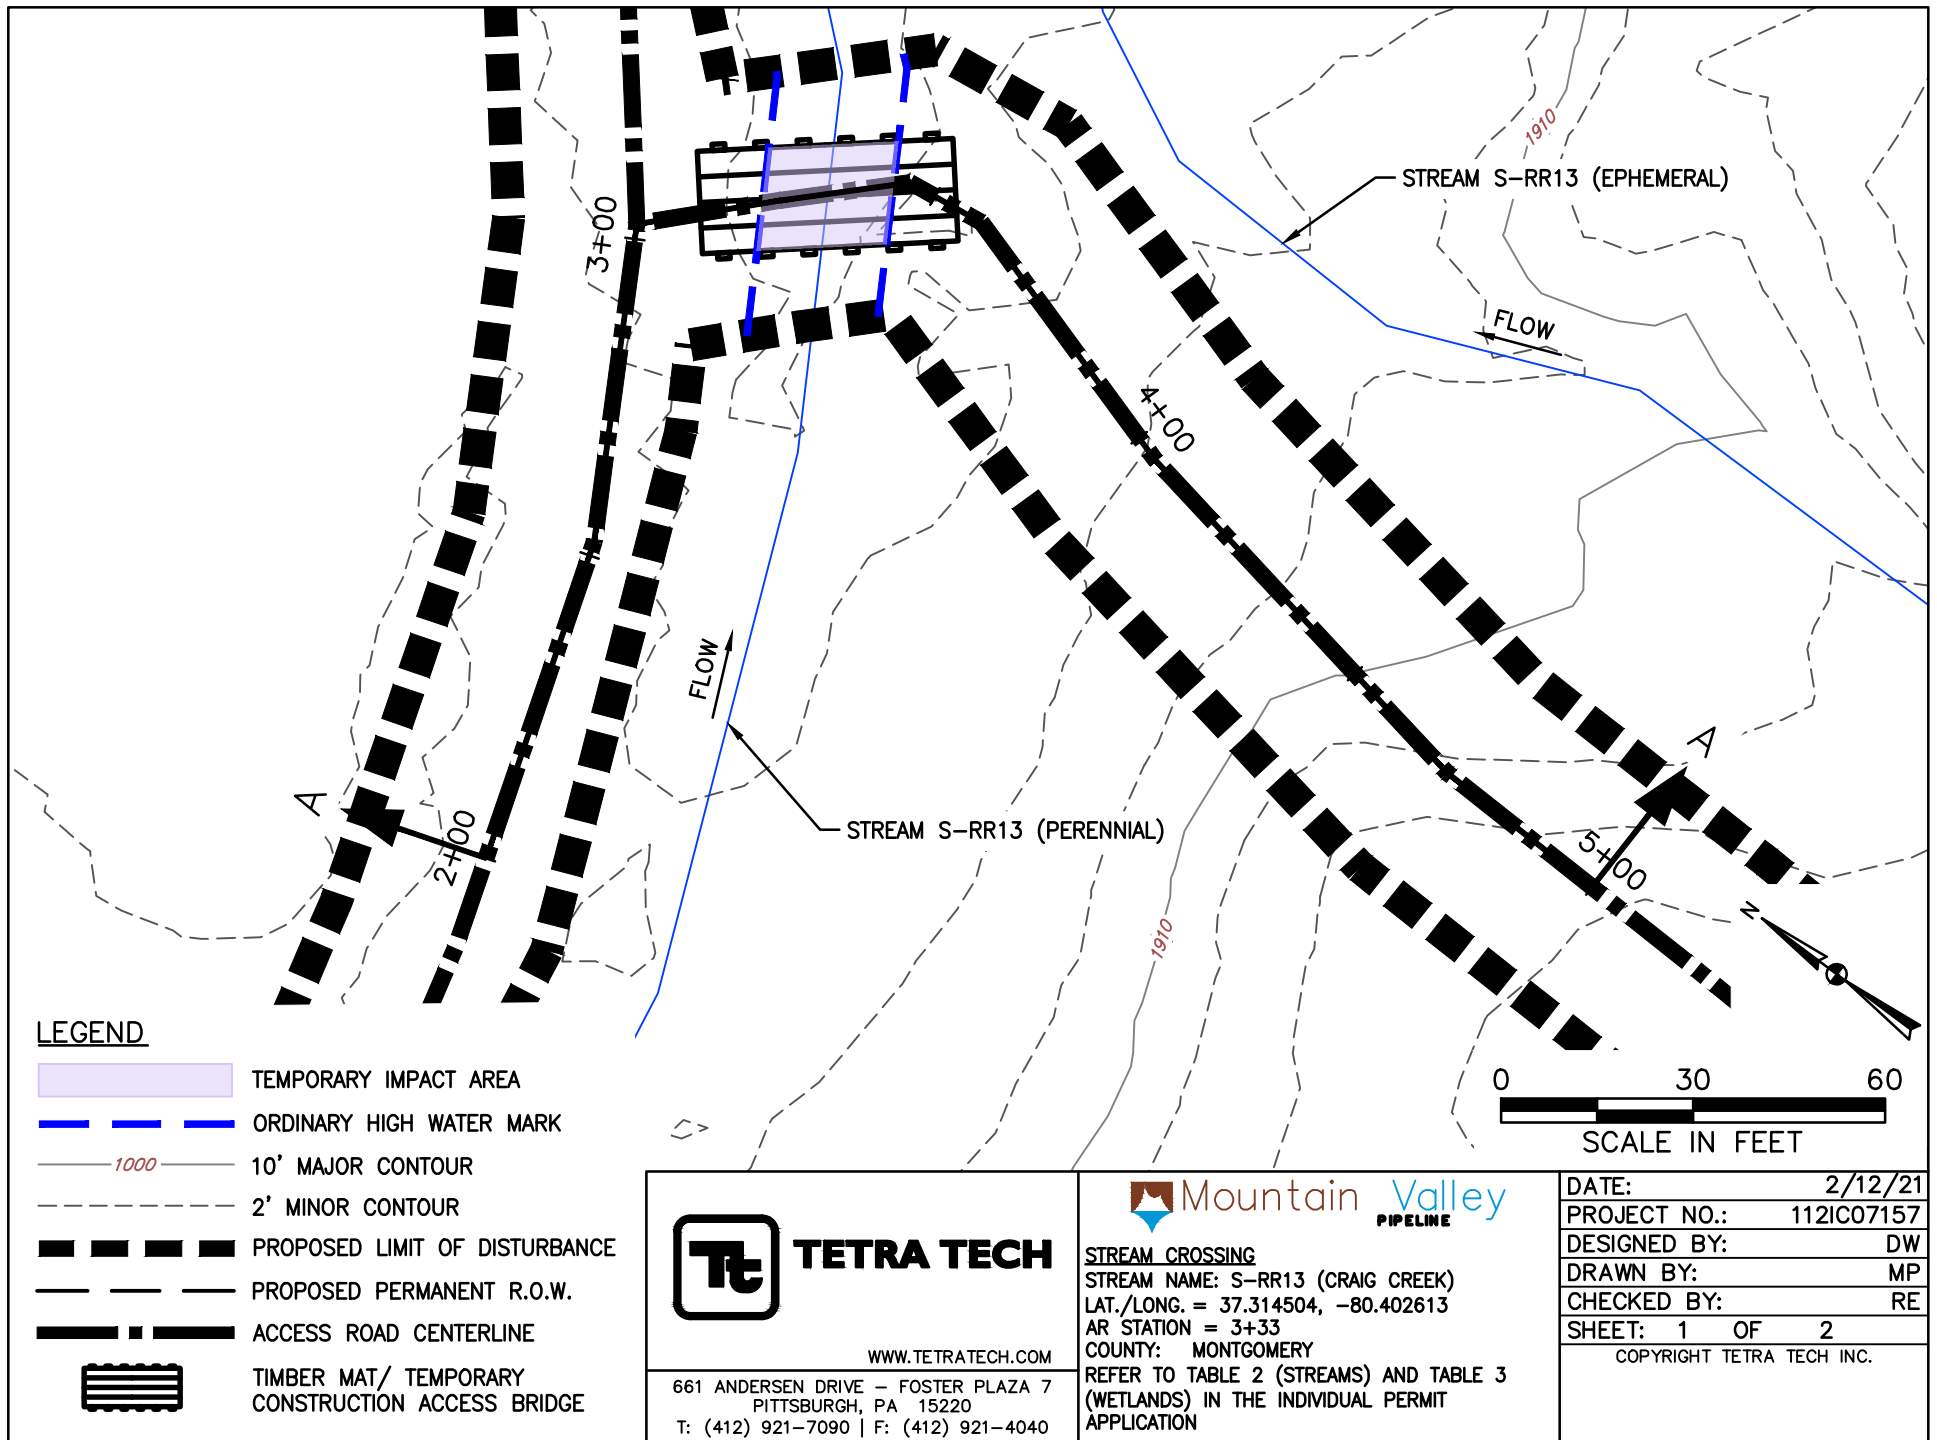 1910
STREAM S-RR13 (EPHEMERAL)
3+00
FLOW
4+00
FLOW
A
A
2+00
STREAM S-RR13 (PERENNIAL)
5+00
N
1910
LEGEND
TEMPORARY IMPACT AREA
ORDINARY HIGH WATER MARK
1000
10' MAJOR CONTOUR
2' MINOR CONTOUR
PROPOSED LIMIT OF DISTURBANCE
PROPOSED PERMANENT R.O.W.
ACCESS ROAD CENTERLINE
TIMBER MAT/ TEMPORARY
CONSTRUCTION ACCESS BRIDGE
0 30 60
SCALE IN FEET
Tt TETRA TECH
WWW.TETRATECH.COM
661 ANDERSEN DRIVE - FOSTER PLAZA 7
PITTSBURGH, PA 15220
T: (412) 921-7090 | F: (412) 921-4040
Mountain Valley
PIPELINE
STREAM CROSSING
STREAM NAME: S-RR13 (CRAIG CREEK)
LAT./LONG. = 37.314504, -80.402613
AR STATION = 3+33
COUNTY: MONTGOMERY
REFER TO TABLE 2 (STREAMS) AND TABLE 3
(WETLANDS) IN THE INDIVIDUAL PERMIT
APPLICATION
DATE: 2/12/21
PROJECT NO.: 112IC07157
DESIGNED BY: DW
DRAWN BY: MP
CHECKED BY: RE
SHEET: 1 OF 2
COPYRIGHT TETRA TECH INC.